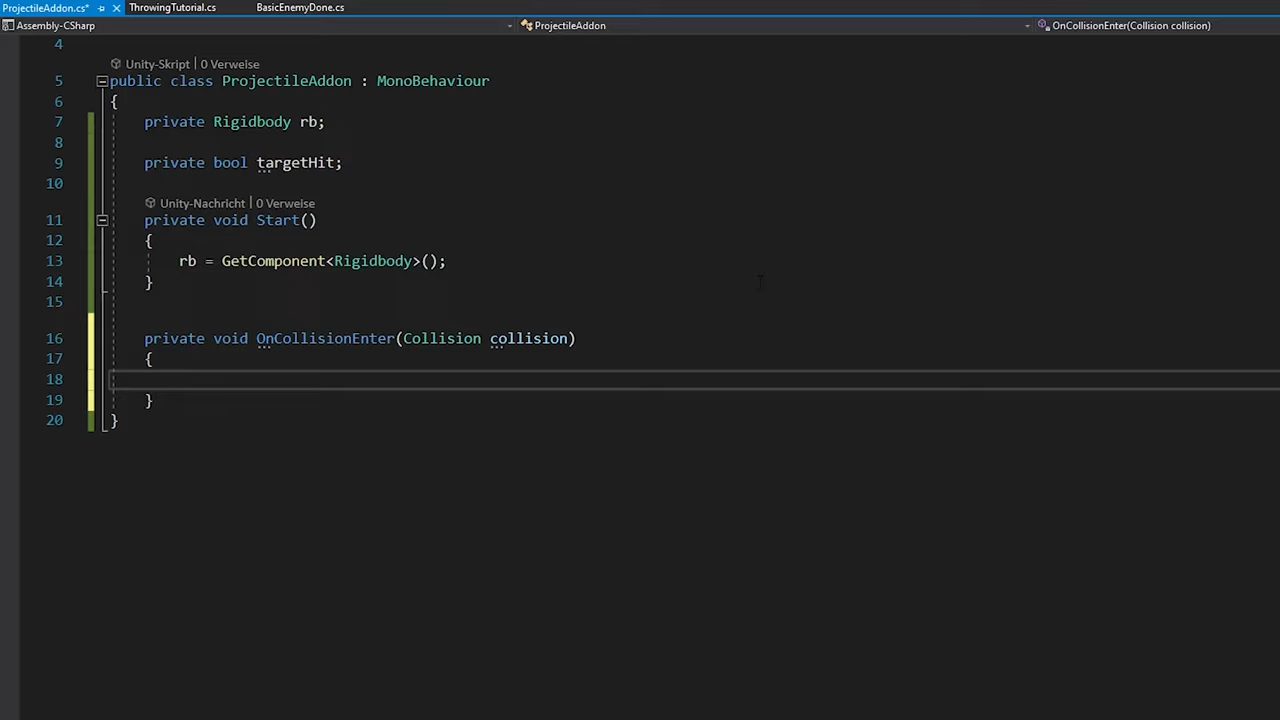 ProjectileAddon.cs* ThrowingTutorial.cs BasicEnemyDone.cs
Assembly-CSharp ProjectileAddon OnCollisionEnter(Collision collision)
4
Unity-Skript | 0 Verweise
5 public class ProjectileAddon : MonoBehaviour
6 {
7 private Rigidbody rb;
8
9 private bool targetHit;
10
Unity-Nachricht | 0 Verweise
11 private void Start()
12 {
13 rb = GetComponent<Rigidbody>();
14 }
15
16 private void OnCollisionEnter(Collision collision)
17 {
18
19 }
20 }